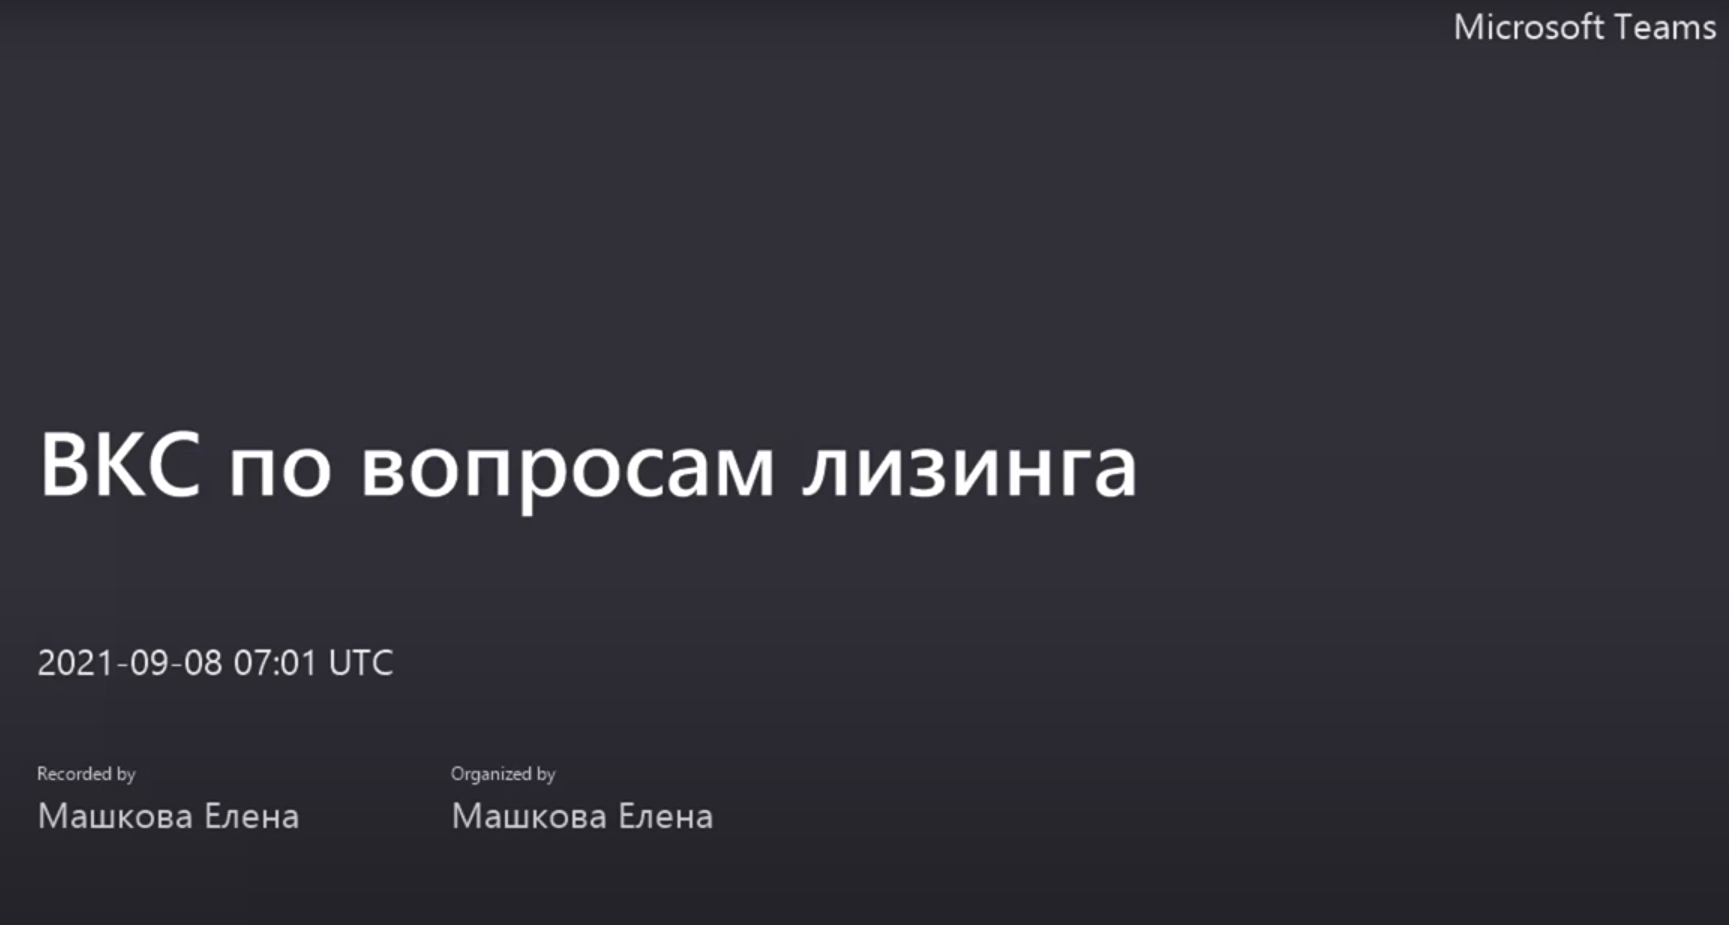 Microsoft Teams
ВКС по вопросам лизинга
2021-09-08 07:01 UTC
Recorded by
Машкова Елена
Organized by
Машкова Елена